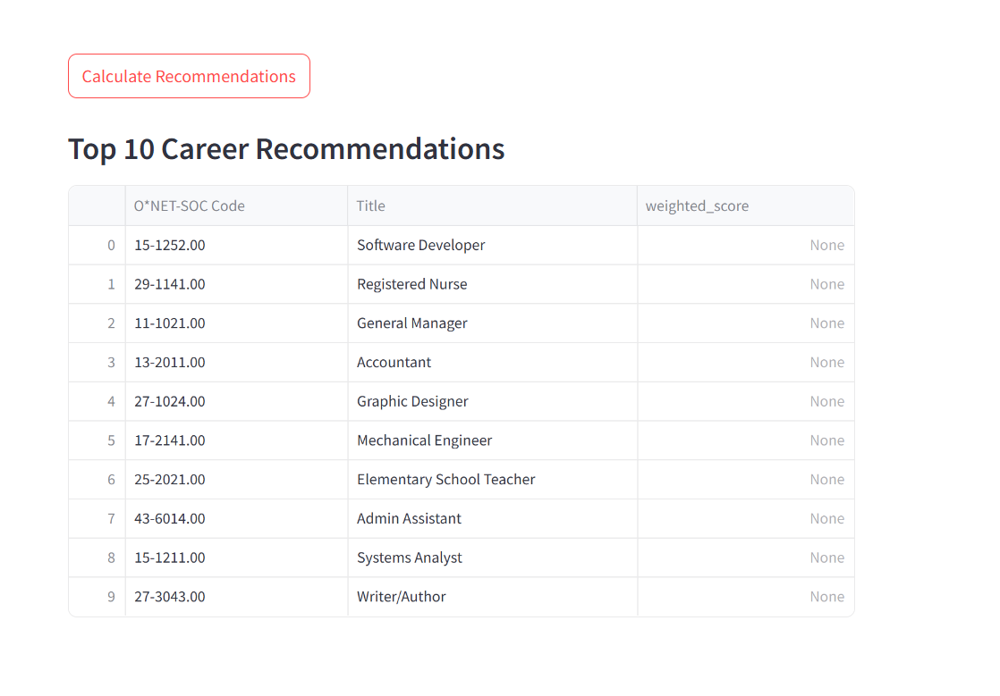 Calculate Recommendations
Top 10 Career Recommendations
O*NET-SOC Code Title weighted_score
0 15-1252.00 Software Developer None
1 29-1141.00 Registered Nurse None
2 11-1021.00 General Manager None
3 13-2011.00 Accountant None
4 27-1024.00 Graphic Designer None
5 17-2141.00 Mechanical Engineer None
6 25-2021.00 Elementary School Teacher None
7 43-6014.00 Admin Assistant None
8 15-1211.00 Systems Analyst None
9 27-3043.00 Writer/Author None